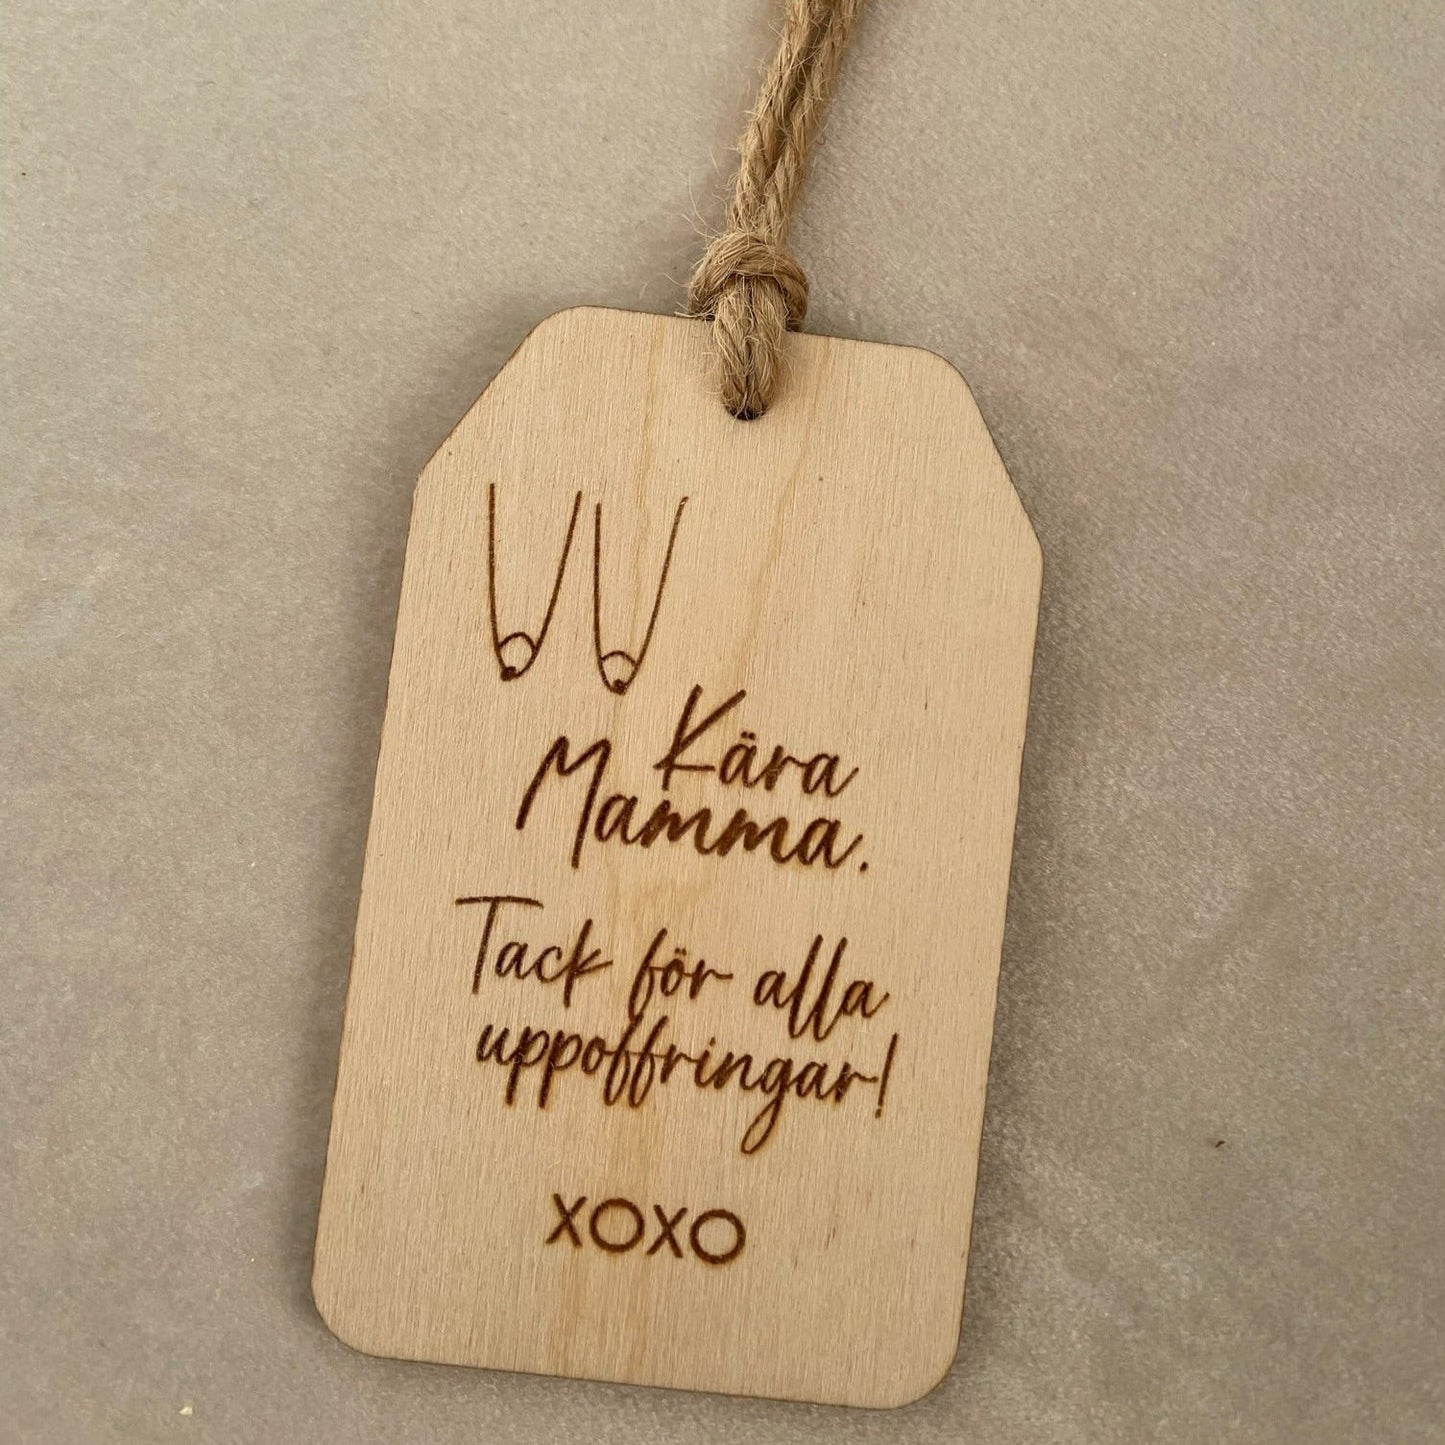 Kära
Mamma.
Tack för alla
uppoffringar!
XOXO